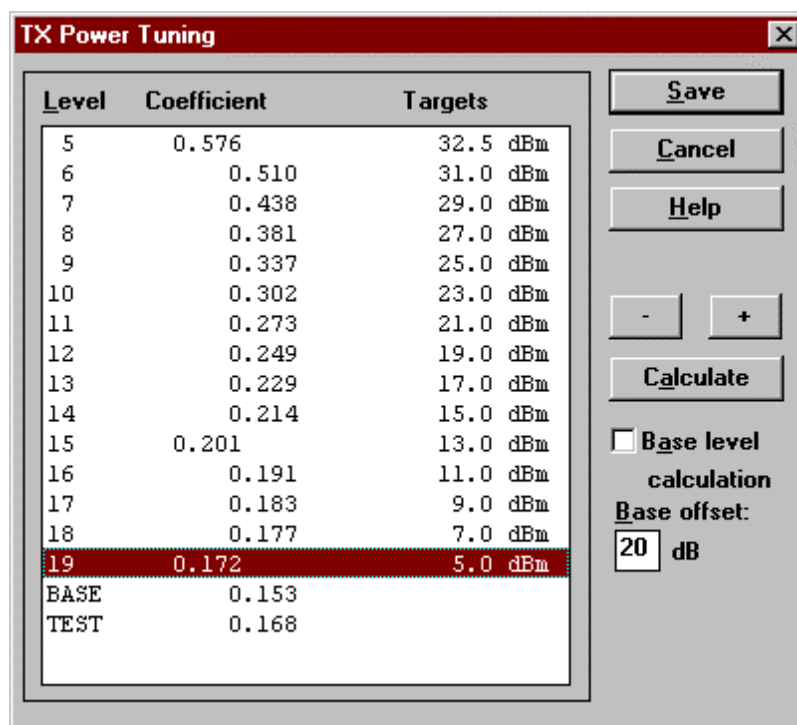 TX Power Tuning
Level Coefficient Targets
5 0.576 32.5 dBm
6 0.510 31.0 dBm
7 0.438 29.0 dBm
8 0.381 27.0 dBm
9 0.337 25.0 dBm
10 0.302 23.0 dBm
11 0.273 21.0 dBm
12 0.249 19.0 dBm
13 0.229 17.0 dBm
14 0.214 15.0 dBm
15 0.201 13.0 dBm
16 0.191 11.0 dBm
17 0.183 9.0 dBm
18 0.177 7.0 dBm
19 0.172 5.0 dBm
BASE 0.153
TEST 0.168
Save
Cancel
Help
- +
Calculate
Base level
calculation
Base offset:
20 dB